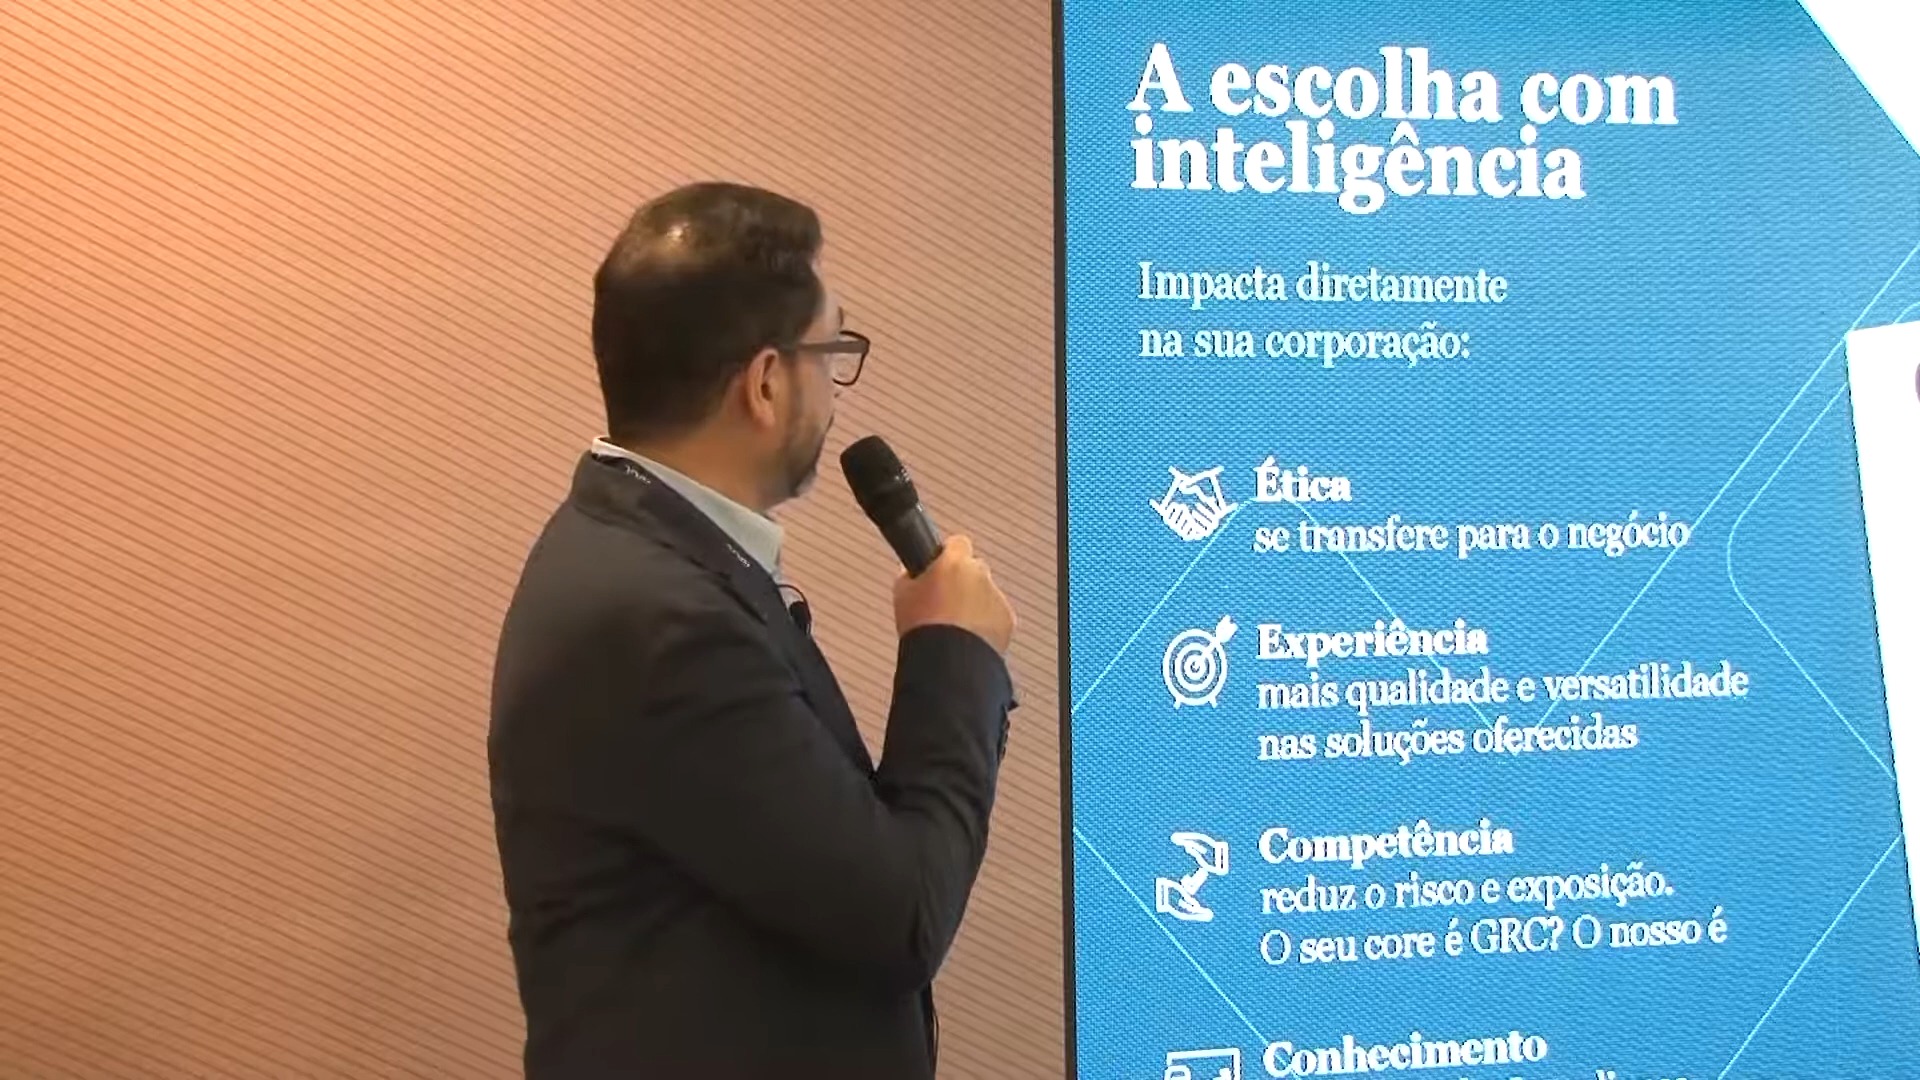 A escolha com
inteligência
Impacta diretamente
na sua corporação:
Ética
se transfere para o negócio
Experiência
mais qualidade e versatilidade
nas soluções oferecidas
Competência
reduz o risco e exposição.
O seu core é GRC? O nosso é
Conhecimento